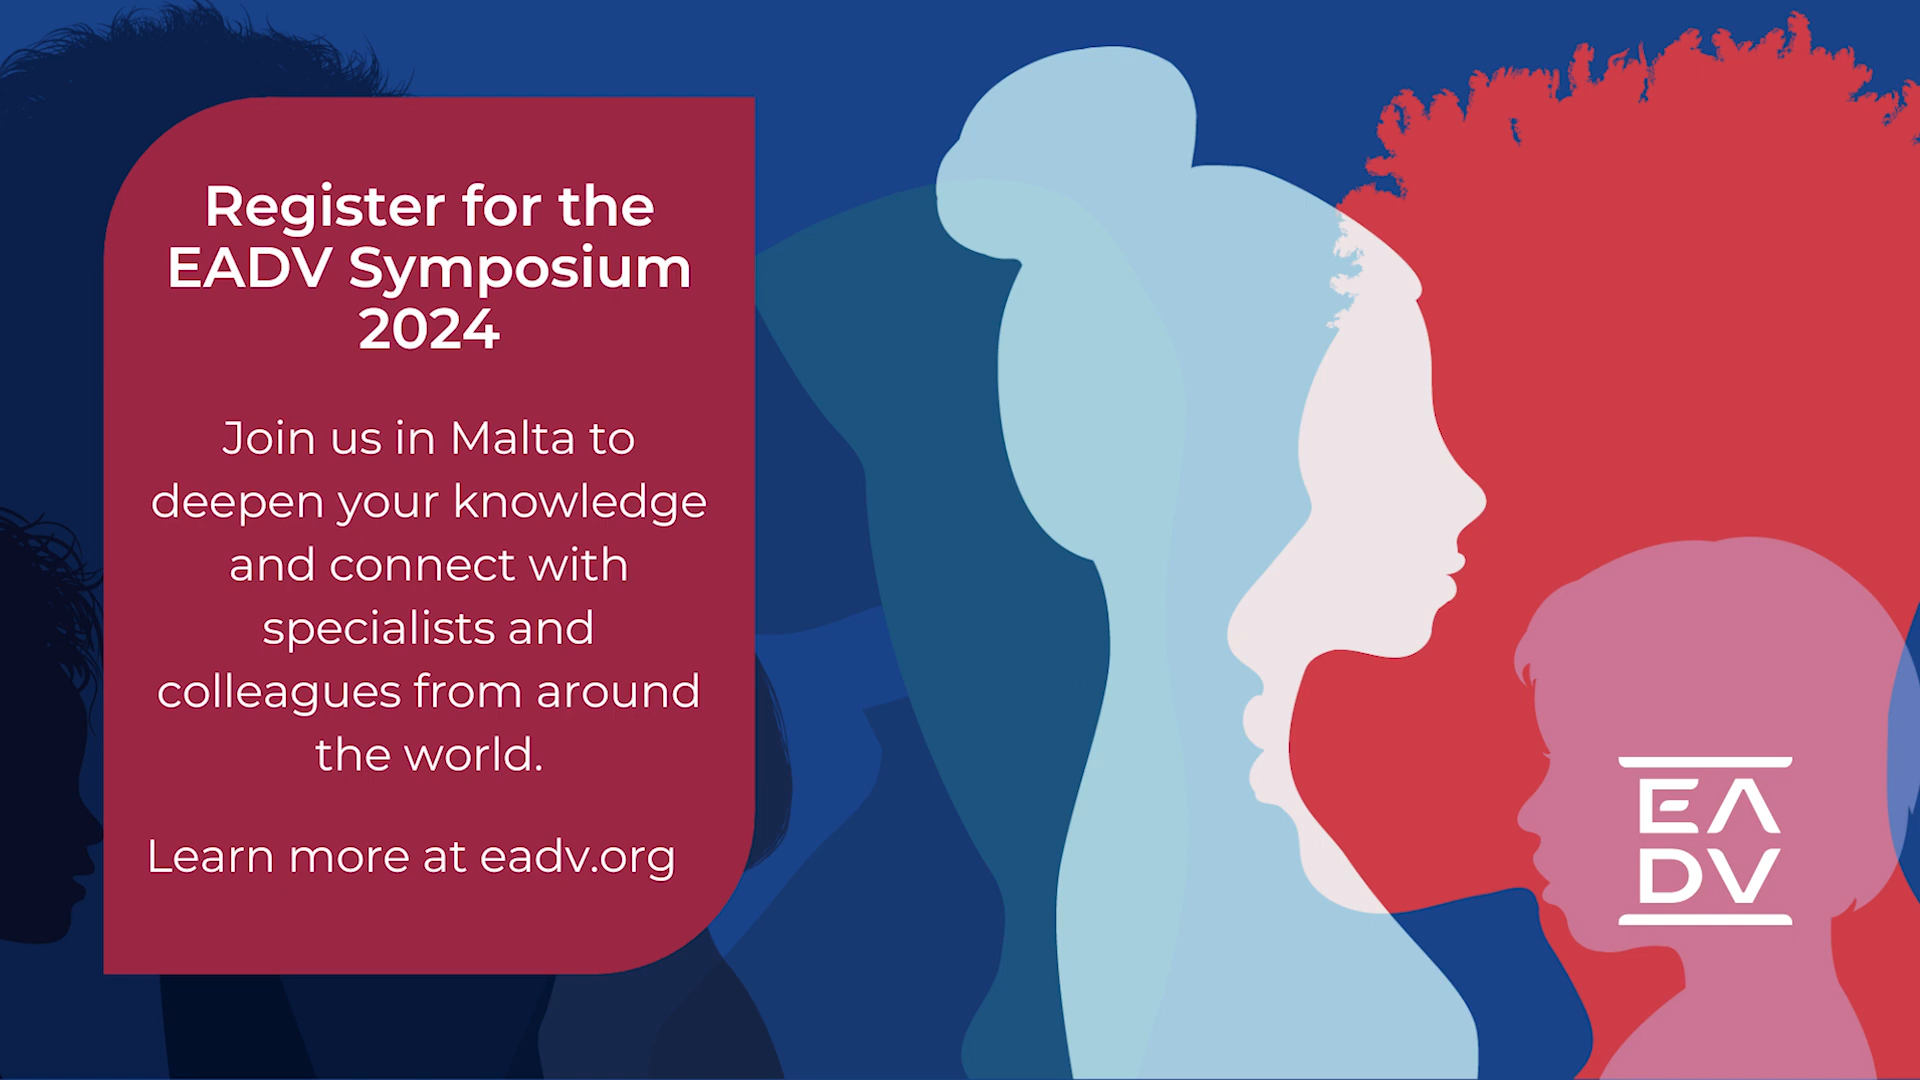 Register for the
EADV Symposium
2024
Join us in Malta to
deepen your knowledge
and connect with
specialists and
colleagues from around
the world.
Learn more at eadv.org
EA
DV